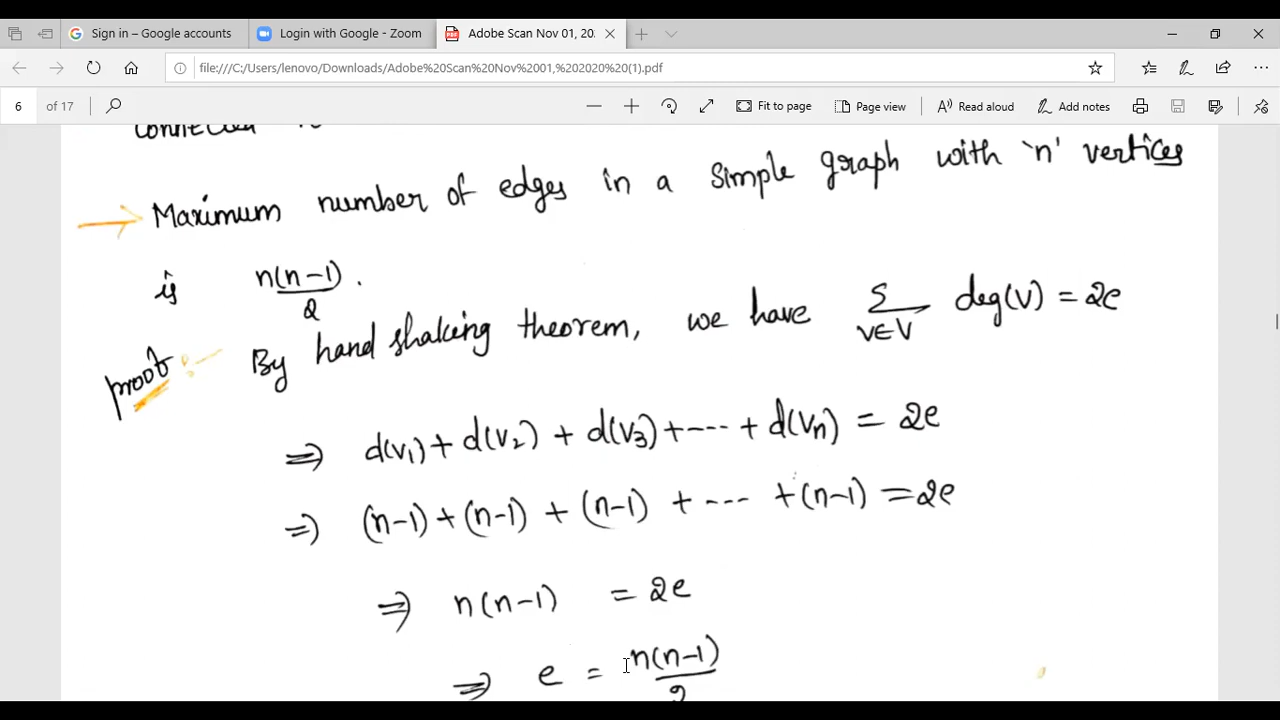 Sign in – Google accounts
Login with Google - Zoom
Adobe Scan Nov 01, 20
file:///C:/Users/lenovo/Downloads/Adobe%20Scan%20Nov%2001,%202020%20(1).pdf
6 of 17
Fit to page
Page view
Read aloud
Add notes
→ Maximum number of edges in a simple graph with 'n' vertices
is n(n-1)/2 .
proof :- By hand shaking theorem, we have Σ_{v∈V} deg(v) = 2e
⇒ d(v₁) + d(v₂) + d(v₃) + ---- + d(vₙ) = 2e
⇒ (n-1) + (n-1) + (n-1) + ---- + (n-1) = 2e
⇒ n(n-1) = 2e
⇒ e = n(n-1)/2